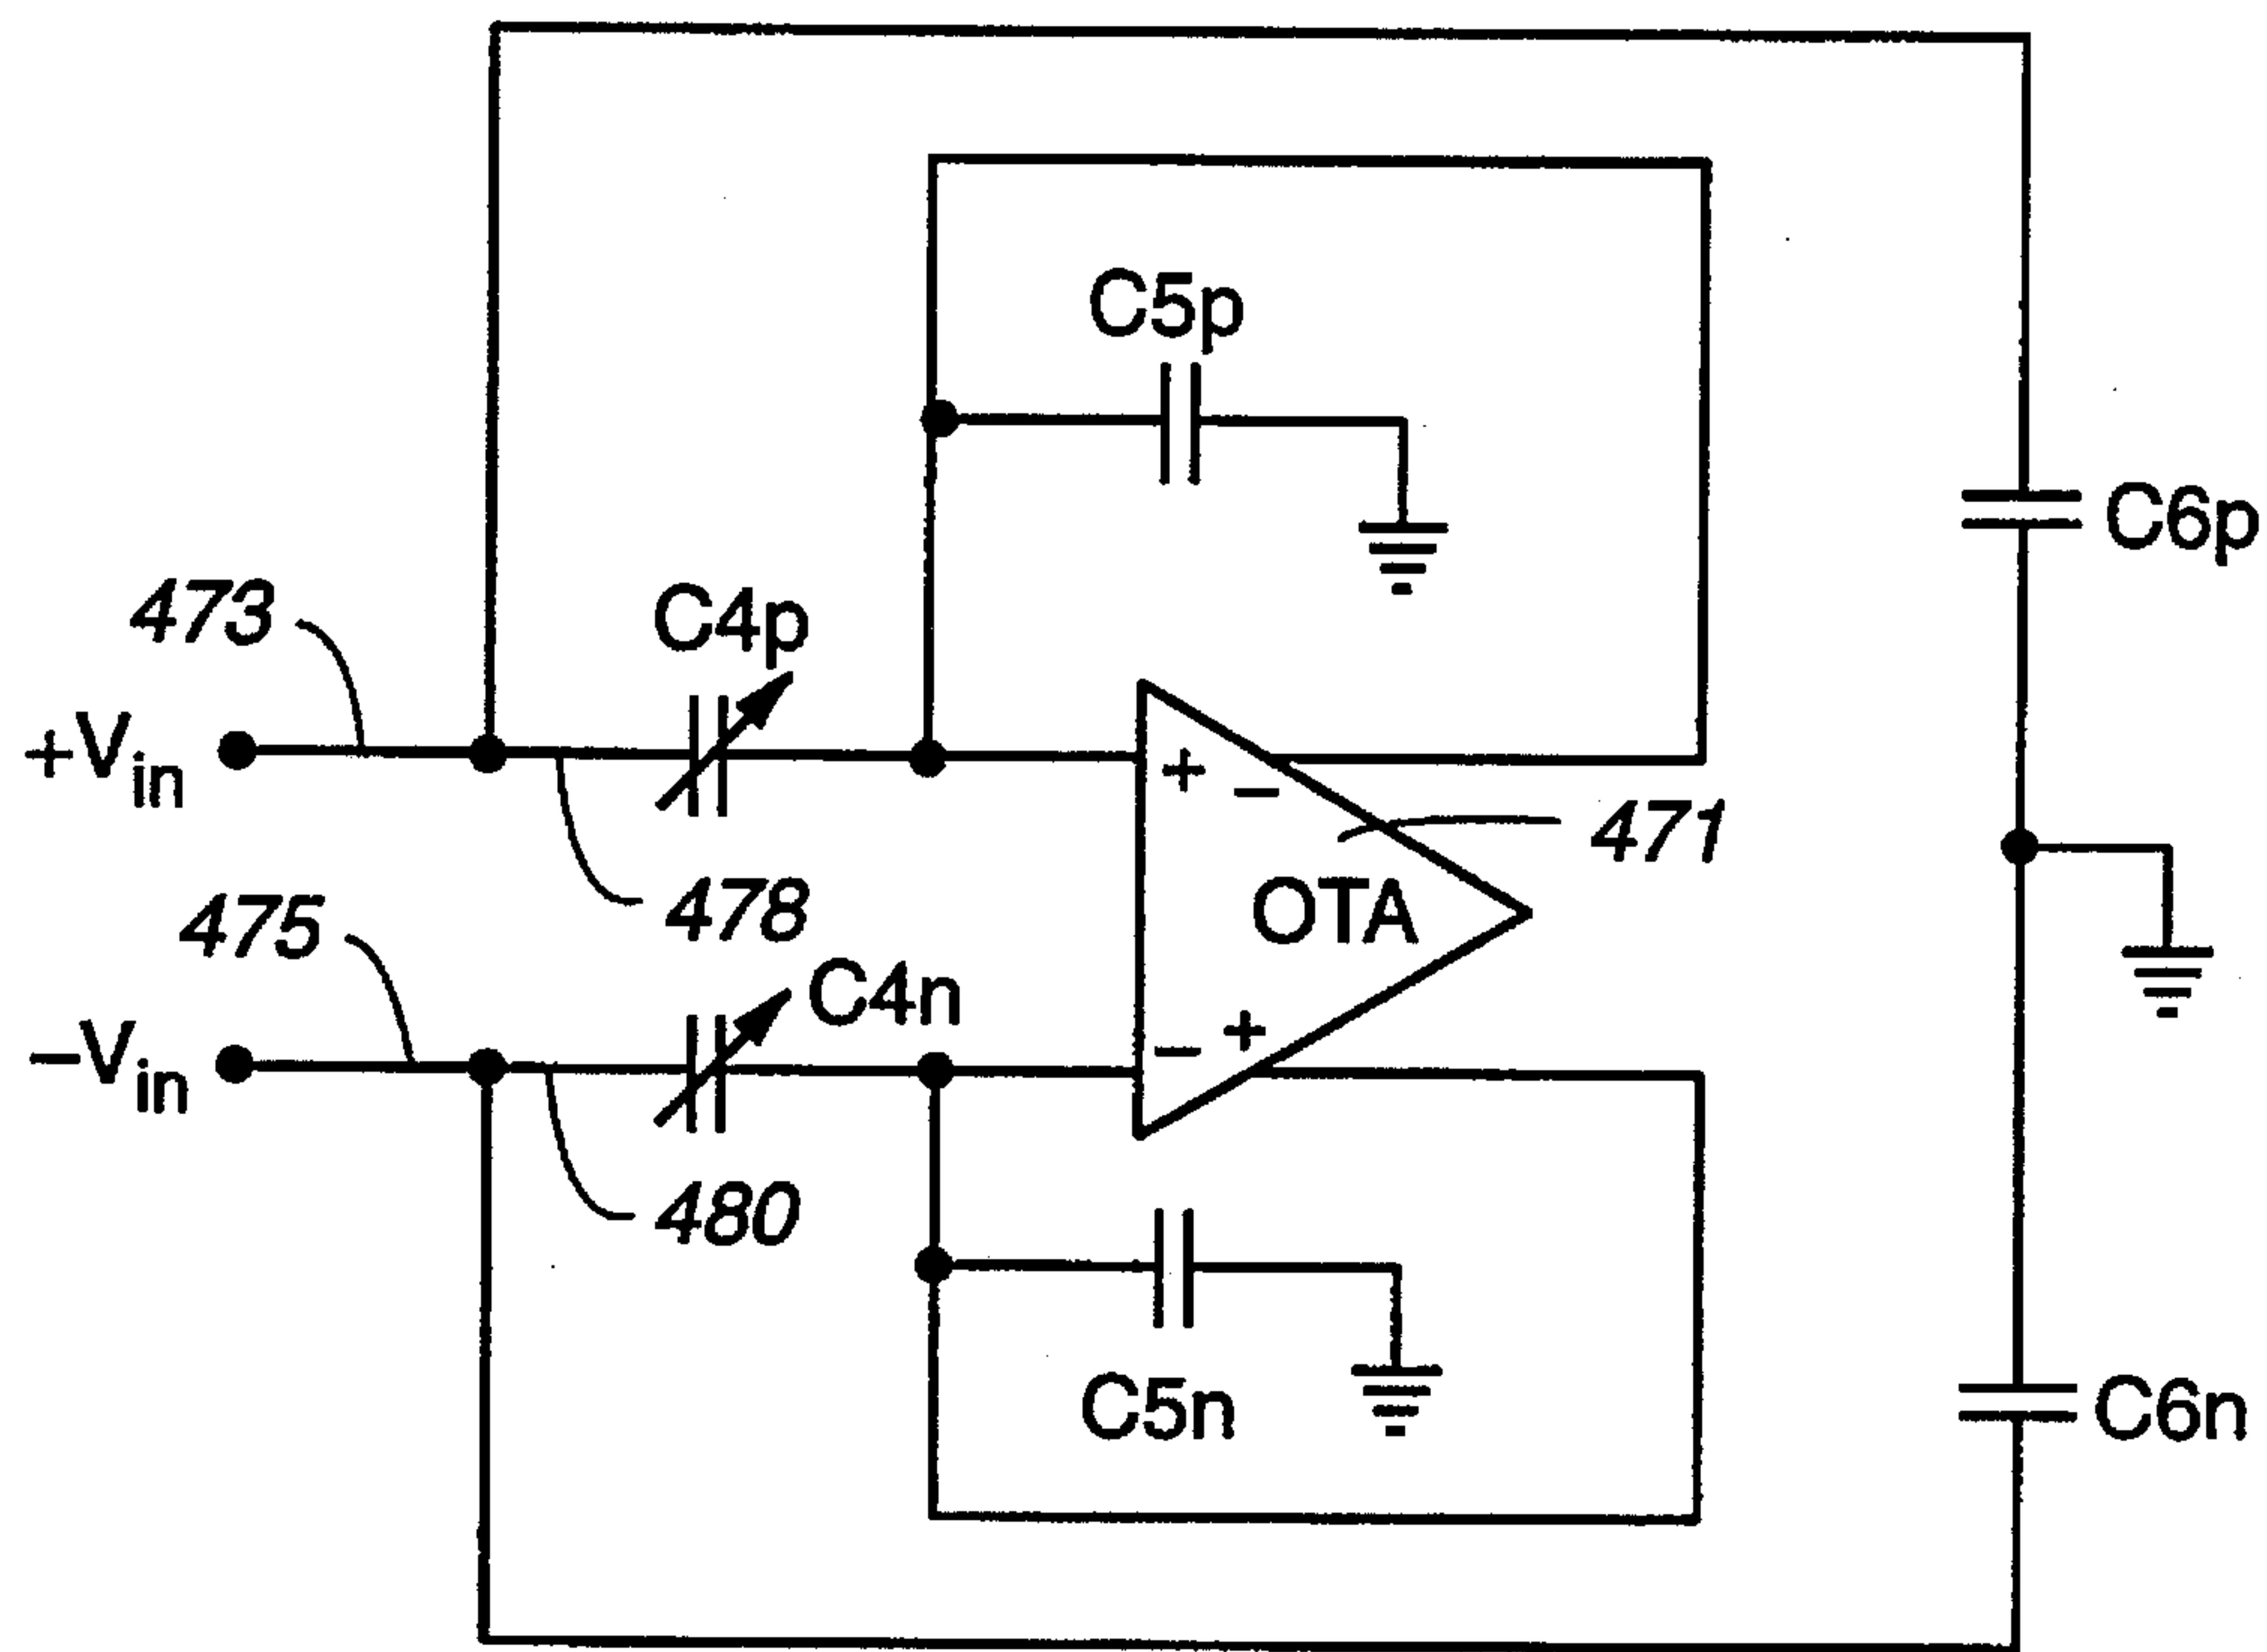 C5p
C6p
473
C4p
+Vin
+ −
471
478
OTA
475
C4n
−Vin
− +
480
C5n
C6n